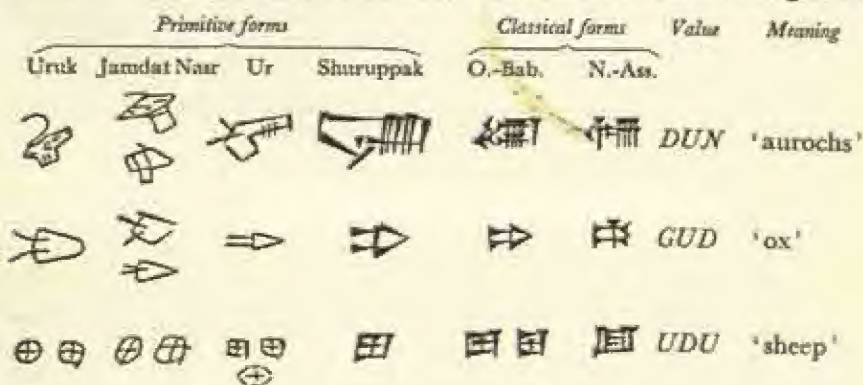 Primitive forms Classical forms Value Meaning
Uruk Jamdat Nasr Ur Shuruppak O.-Bab. N.-Ass.
DUN 'aurochs'
GUD 'ox'
UDU 'sheep'